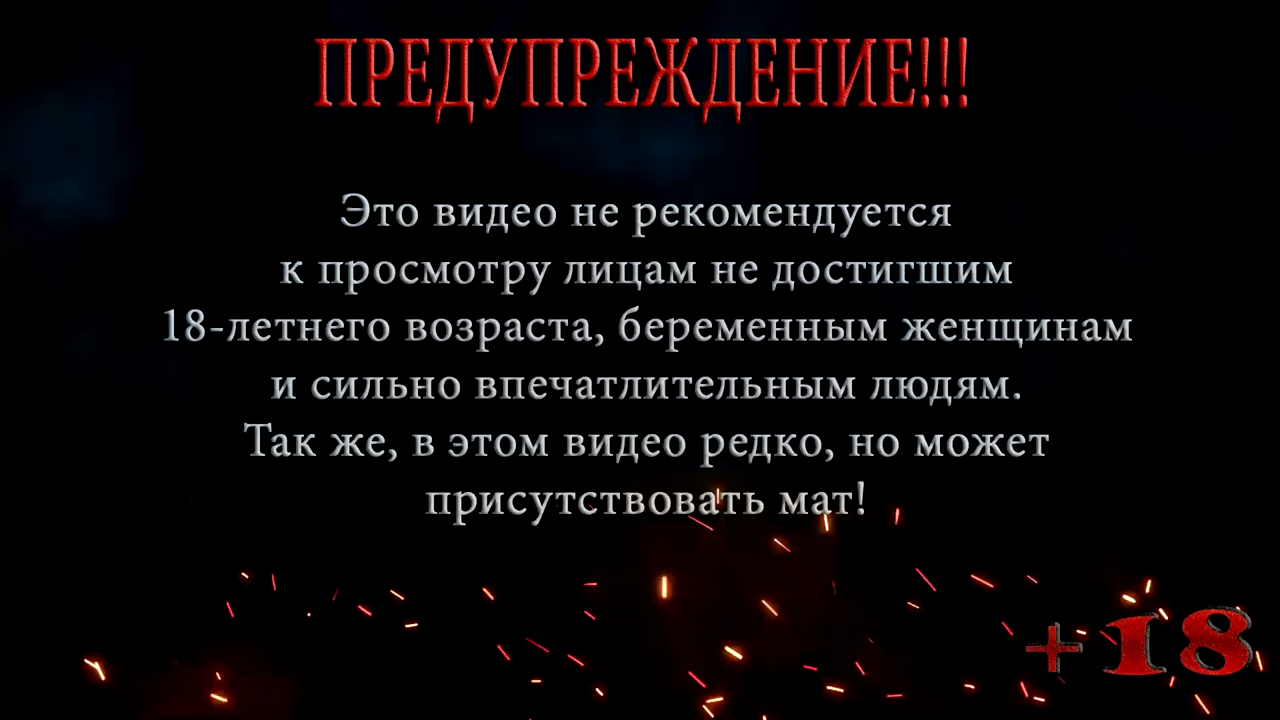 ПРЕДУПРЕЖДЕНИЕ!!!
Это видео не рекомендуется
к просмотру лицам не достигшим
18-летнего возраста, беременным женщинам
и сильно впечатлительным людям.
Так же, в этом видео редко, но может
присутствовать мат!
+18